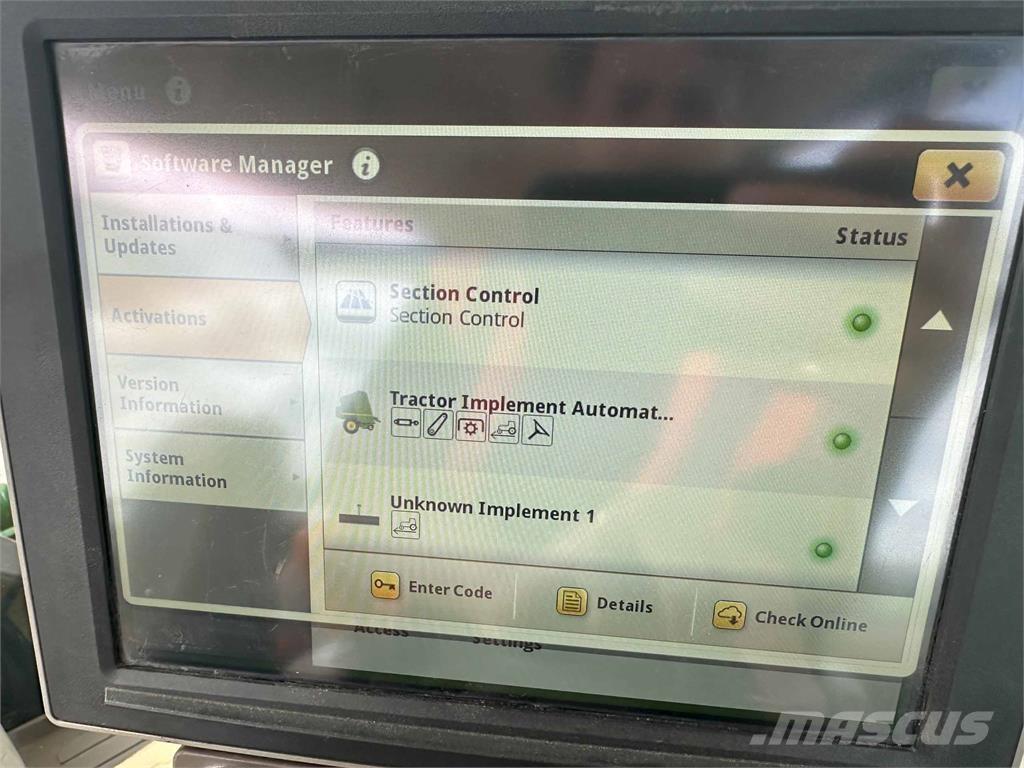 Menu
Software Manager
Installations &
Updates
Activations
Version
Information
System
Information
Features
Status
Section Control
Section Control
Tractor Implement Automat...
Unknown Implement 1
Enter Code
Details
Check Online
Access
Settings
MASCUS